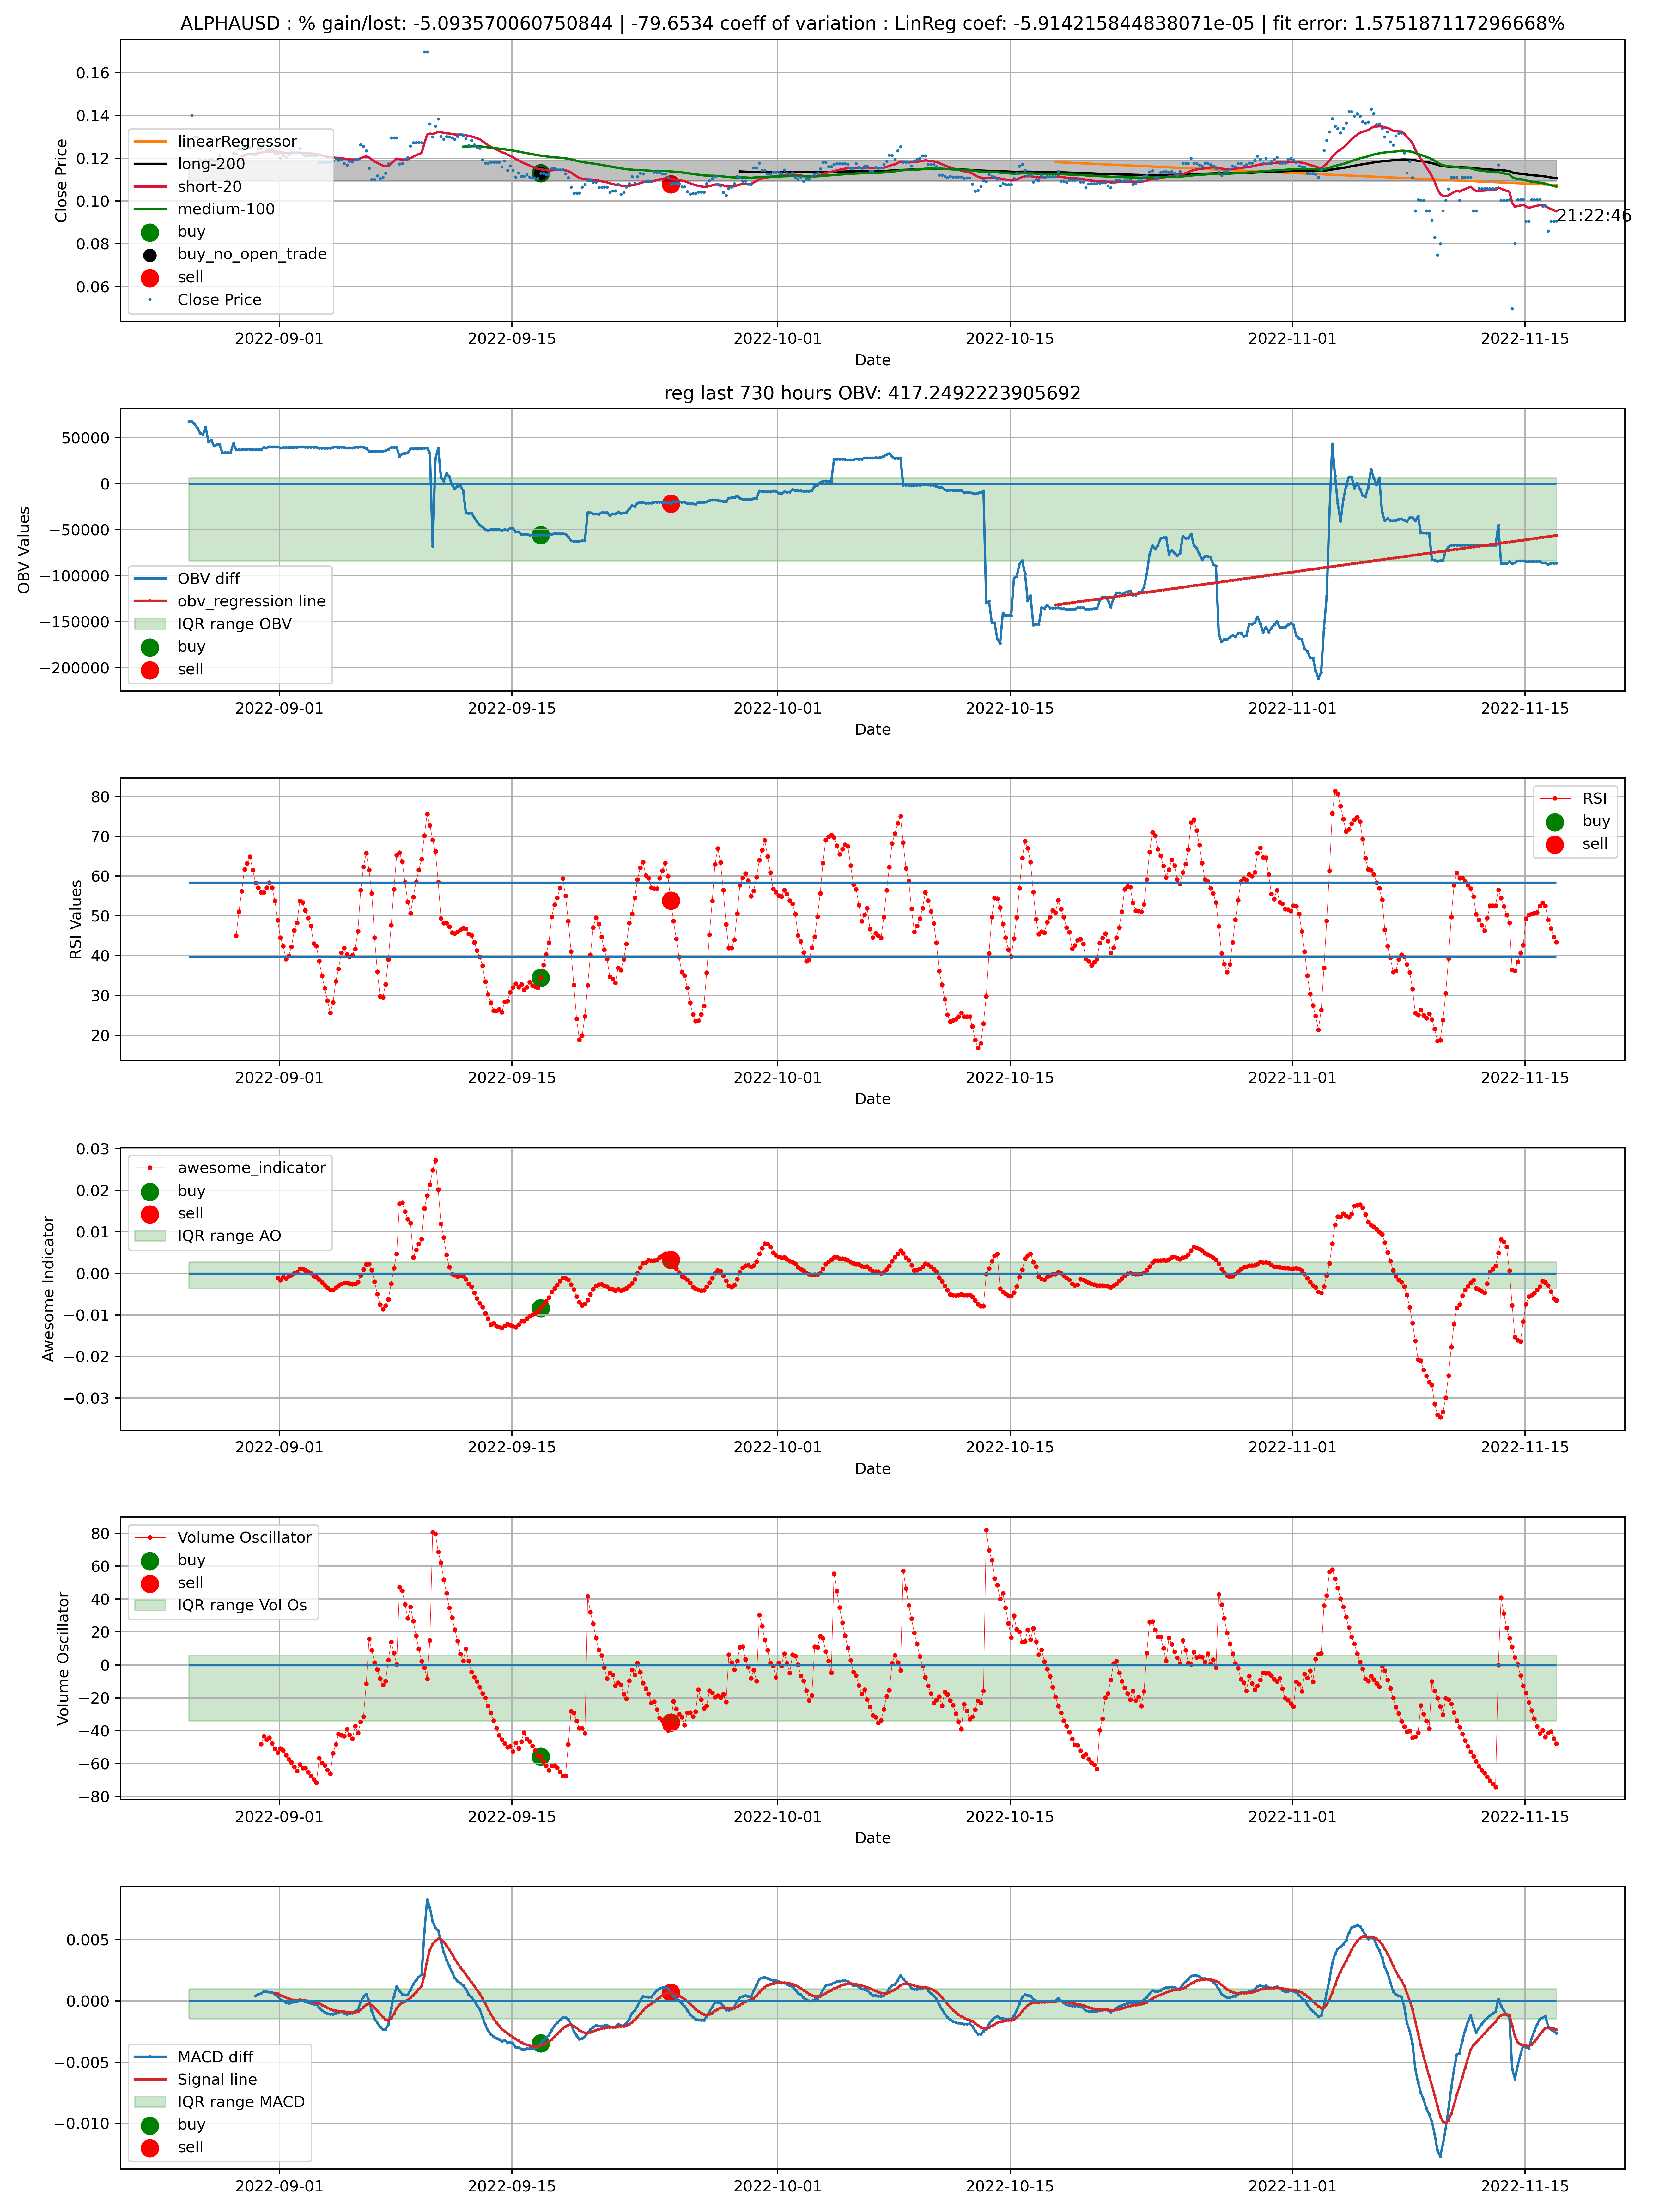 ALPHAUSD : % gain/lost: -5.093570060750844 | -79.6534 coeff of variation : LinReg coef: -5.914215844838071e-05 | fit error: 1.575187117296668%
0.16
0.14
0.12
0.10
0.08
0.06
Close Price
linearRegressor
long-200
short-20
medium-100
buy
buy_no_open_trade
sell
Close Price
21:22:46
2022-09-01 2022-09-15 2022-10-01 2022-10-15 2022-11-01 2022-11-15
Date
reg last 730 hours OBV: 417.2492223905692
50000
0
−50000
−100000
−150000
−200000
OBV Values
OBV diff
obv_regression line
IQR range OBV
buy
sell
2022-09-01 2022-09-15 2022-10-01 2022-10-15 2022-11-01 2022-11-15
Date
80
70
60
50
40
30
20
RSI Values
RSI
buy
sell
2022-09-01 2022-09-15 2022-10-01 2022-10-15 2022-11-01 2022-11-15
Date
0.03
0.02
0.01
0.00
−0.01
−0.02
−0.03
Awesome Indicator
awesome_indicator
buy
sell
IQR range AO
2022-09-01 2022-09-15 2022-10-01 2022-10-15 2022-11-01 2022-11-15
Date
80
60
40
20
0
−20
−40
−60
−80
Volume Oscillator
Volume Oscillator
buy
sell
IQR range Vol Os
2022-09-01 2022-09-15 2022-10-01 2022-10-15 2022-11-01 2022-11-15
Date
0.005
0.000
−0.005
−0.010
MACD diff
Signal line
IQR range MACD
buy
sell
2022-09-01 2022-09-15 2022-10-01 2022-10-15 2022-11-01 2022-11-15